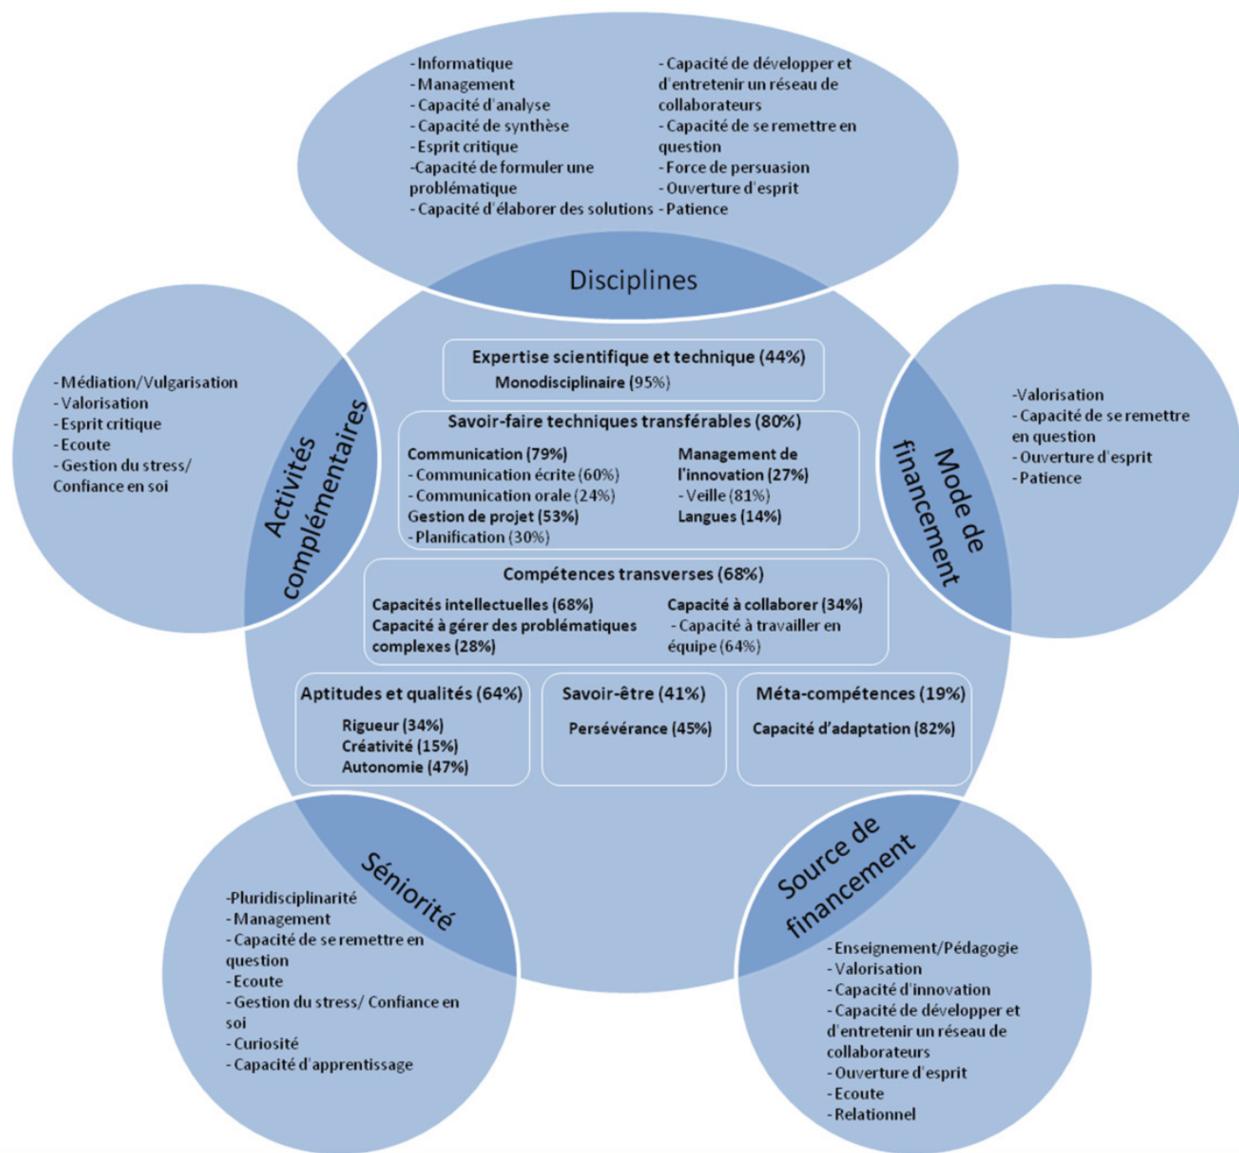 - Informatique
- Management
- Capacité d'analyse
- Capacité de synthèse
- Esprit critique
-Capacité de formuler une
problématique
- Capacité d'élaborer des solutions
- Capacité de développer et
d'entretenir un réseau de
collaborateurs
- Capacité de se remettre en
question
- Force de persuasion
- Ouverture d'esprit
- Patience
Disciplines
- Médiation/Vulgarisation
- Valorisation
- Esprit critique
- Ecoute
- Gestion du stress/
Confiance en soi
Activités
complémentaires
Expertise scientifique et technique (44%)
Monodisciplinaire (95%)
Savoir-faire techniques transférables (80%)
Communication (79%)
- Communication écrite (60%)
- Communication orale (24%)
Gestion de projet (53%)
- Planification (30%)
Management de
l'innovation (27%)
- Veille (81%)
Langues (14%)
Compétences transverses (68%)
Capacités intellectuelles (68%)
Capacité à gérer des problématiques
complexes (28%)
Capacité à collaborer (34%)
- Capacité à travailler en
équipe (64%)
Aptitudes et qualités (64%)
Rigueur (34%)
Créativité (15%)
Autonomie (47%)
Savoir-être (41%)
Persévérance (45%)
Méta-compétences (19%)
Capacité d'adaptation (82%)
Mode de
financement
-Valorisation
- Capacité de se remettre
en question
- Ouverture d'esprit
- Patience
Séniorité
-Pluridisciplinarité
- Management
- Capacité de se remettre en
question
- Ecoute
- Gestion du stress/ Confiance en
soi
- Curiosité
- Capacité d'apprentissage
Source de
financement
- Enseignement/Pédagogie
- Valorisation
- Capacité d'innovation
- Capacité de développer et
d'entretenir un réseau de
collaborateurs
- Ouverture d'esprit
- Ecoute
- Relationnel